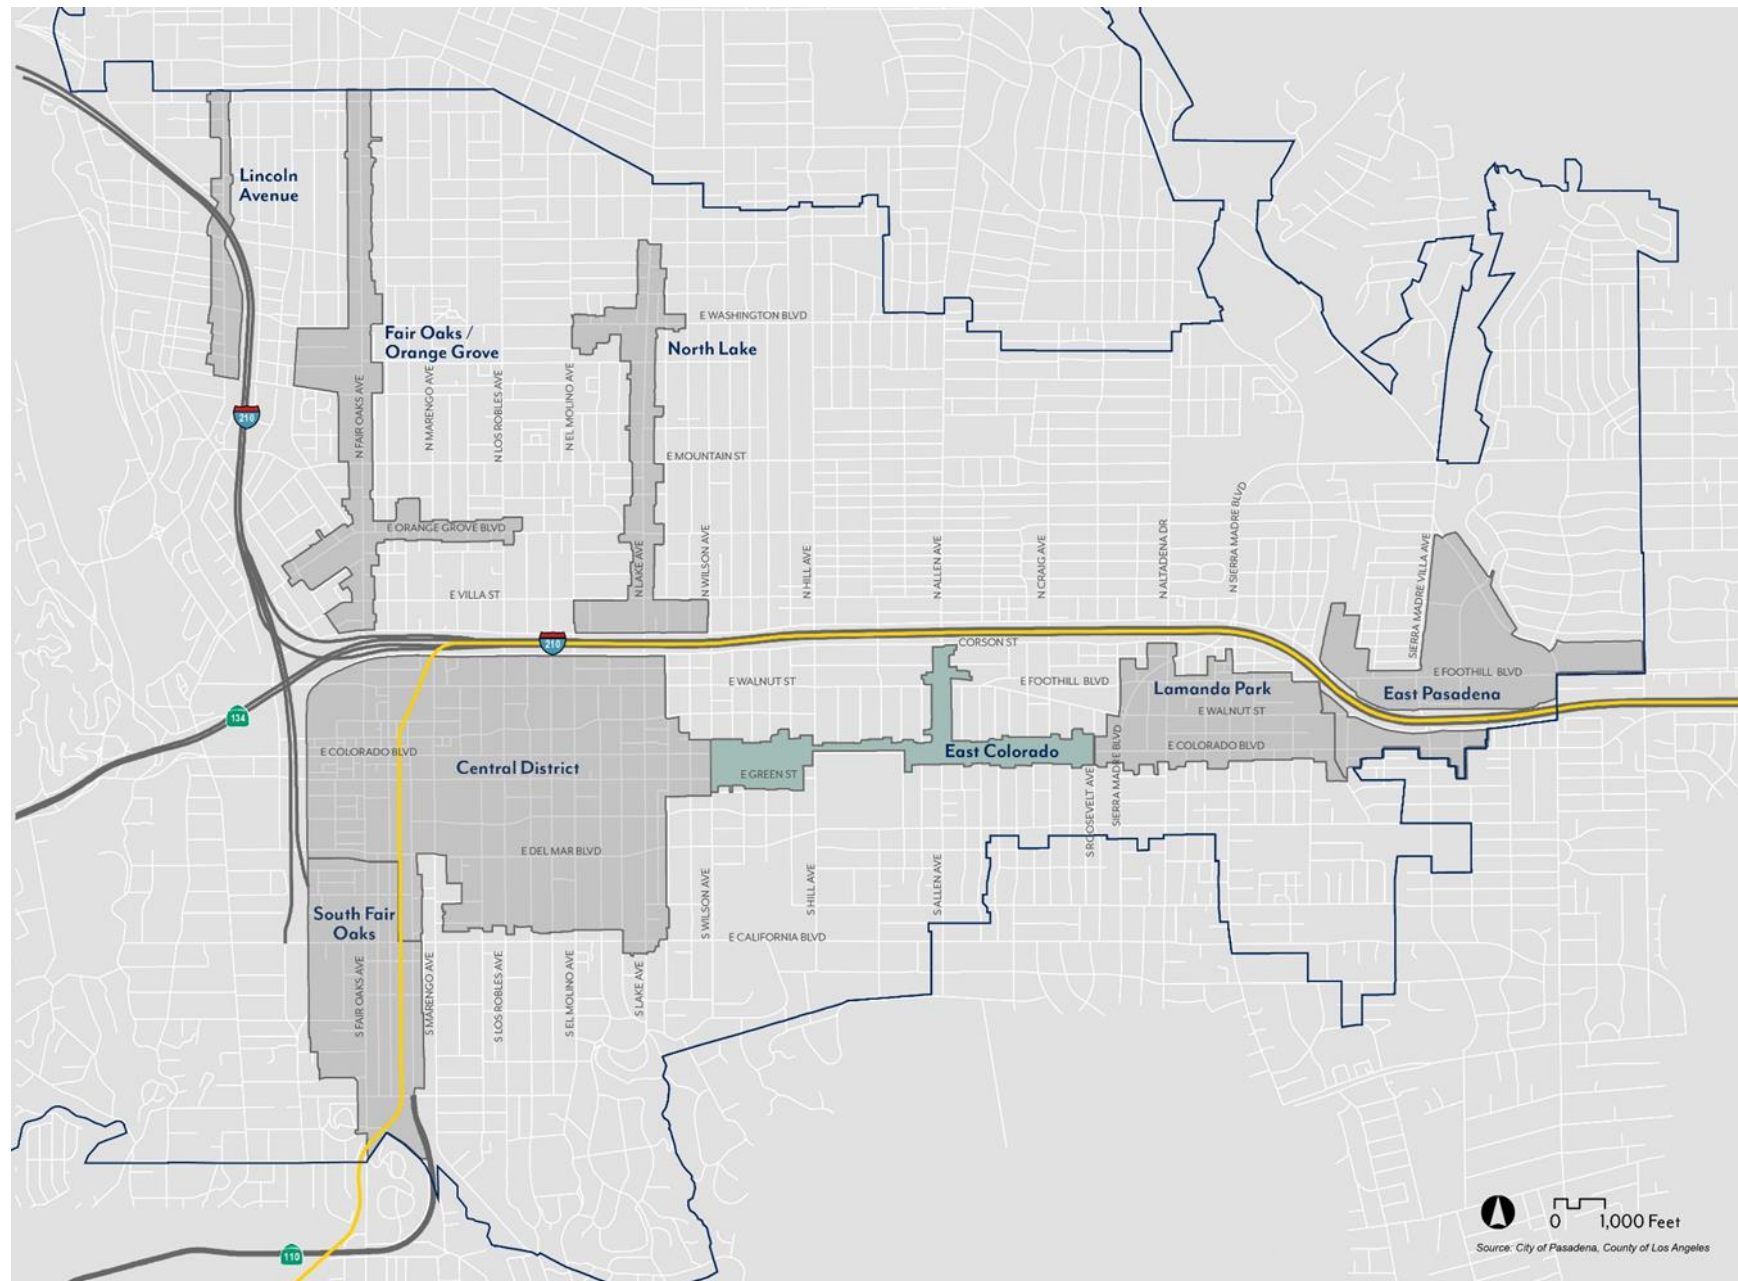 Lincoln
Avenue
Fair Oaks /
Orange Grove
North Lake
E WASHINGTON BLVD
N FAIR OAKS AVE
N MARENGO AVE
N LOS ROBLES AVE
N EL MOLINO AVE
210
E MOUNTAIN ST
E ORANGE GROVE BLVD
E VILLA ST
N LAKE AVE
N WILSON AVE
N HILL AVE
N ALLEN AVE
N CRAIG AVE
N ALTADENA DR
N SIERRA MADRE BLVD
SIERRA MADRE VILLA AVE
210
CORSON ST
E WALNUT ST
E FOOTHILL BLVD
Lamanda Park
E WALNUT ST
E FOOTHILL BLVD
East Pasadena
134
E COLORADO BLVD
Central District
East Colorado
E COLORADO BLVD
E GREEN ST
S ROOSEVELT AVE
SIERRA MADRE BLVD
E DEL MAR BLVD
South Fair
Oaks
S WILSON AVE
S HILL AVE
S ALLEN AVE
E CALIFORNIA BLVD
S FAIR OAKS AVE
S MARENGO AVE
S LOS ROBLES AVE
S EL MOLINO AVE
S LAKE AVE
110
0 1,000 Feet
Source: City of Pasadena, County of Los Angeles